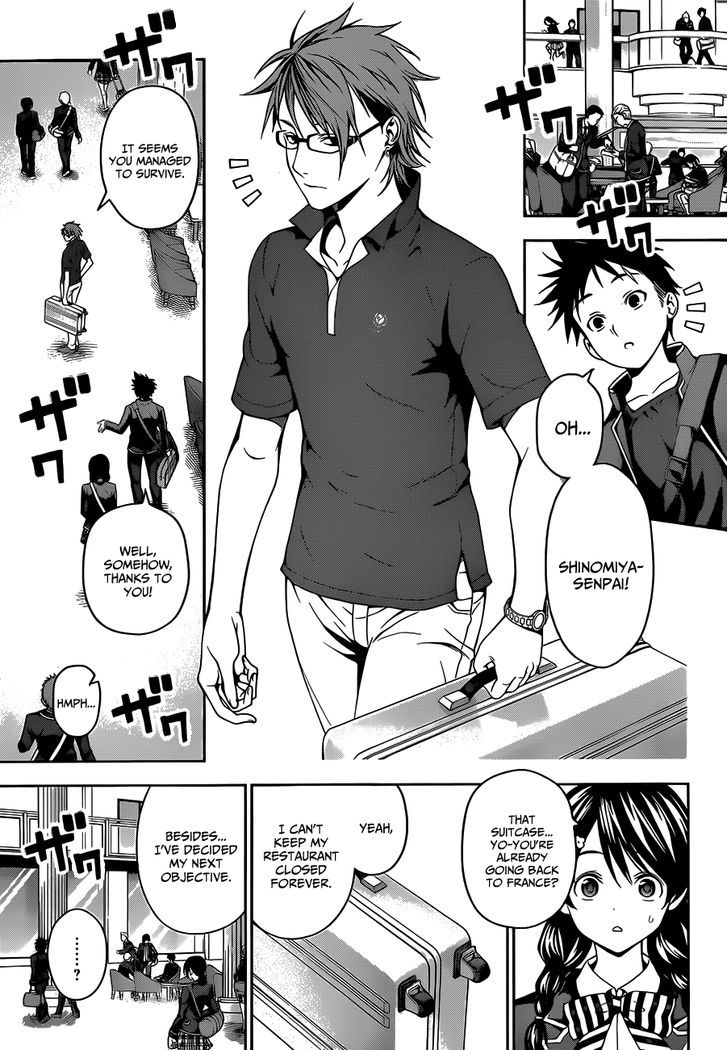 ザワ
ザワ
OH...
SHINOMIYA-
SENPAI!
IT SEEMS
YOU MANAGED
TO SURVIVE.
ザワ
ザワ
WELL,
SOMEHOW,
THANKS TO
YOU!
HMPH...
ザワ
THAT
SUITCASE...
YO-YOU'RE
ALREADY
GOING BACK
TO FRANCE?
YEAH,
I CAN'T
KEEP MY
RESTAURANT
CLOSED
FOREVER.
BESIDES...
I'VE DECIDED
MY NEXT
OBJECTIVE.
ザワ
......?